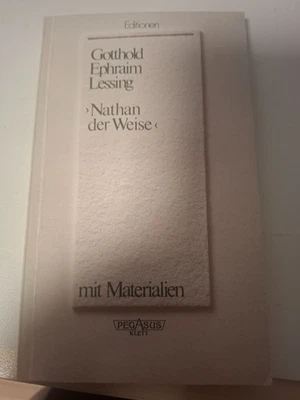 Editionen
Gotthold
Ephraim
Lessing
›Nathan
der Weise‹
mit Materialien
PEGASUS
KLETT